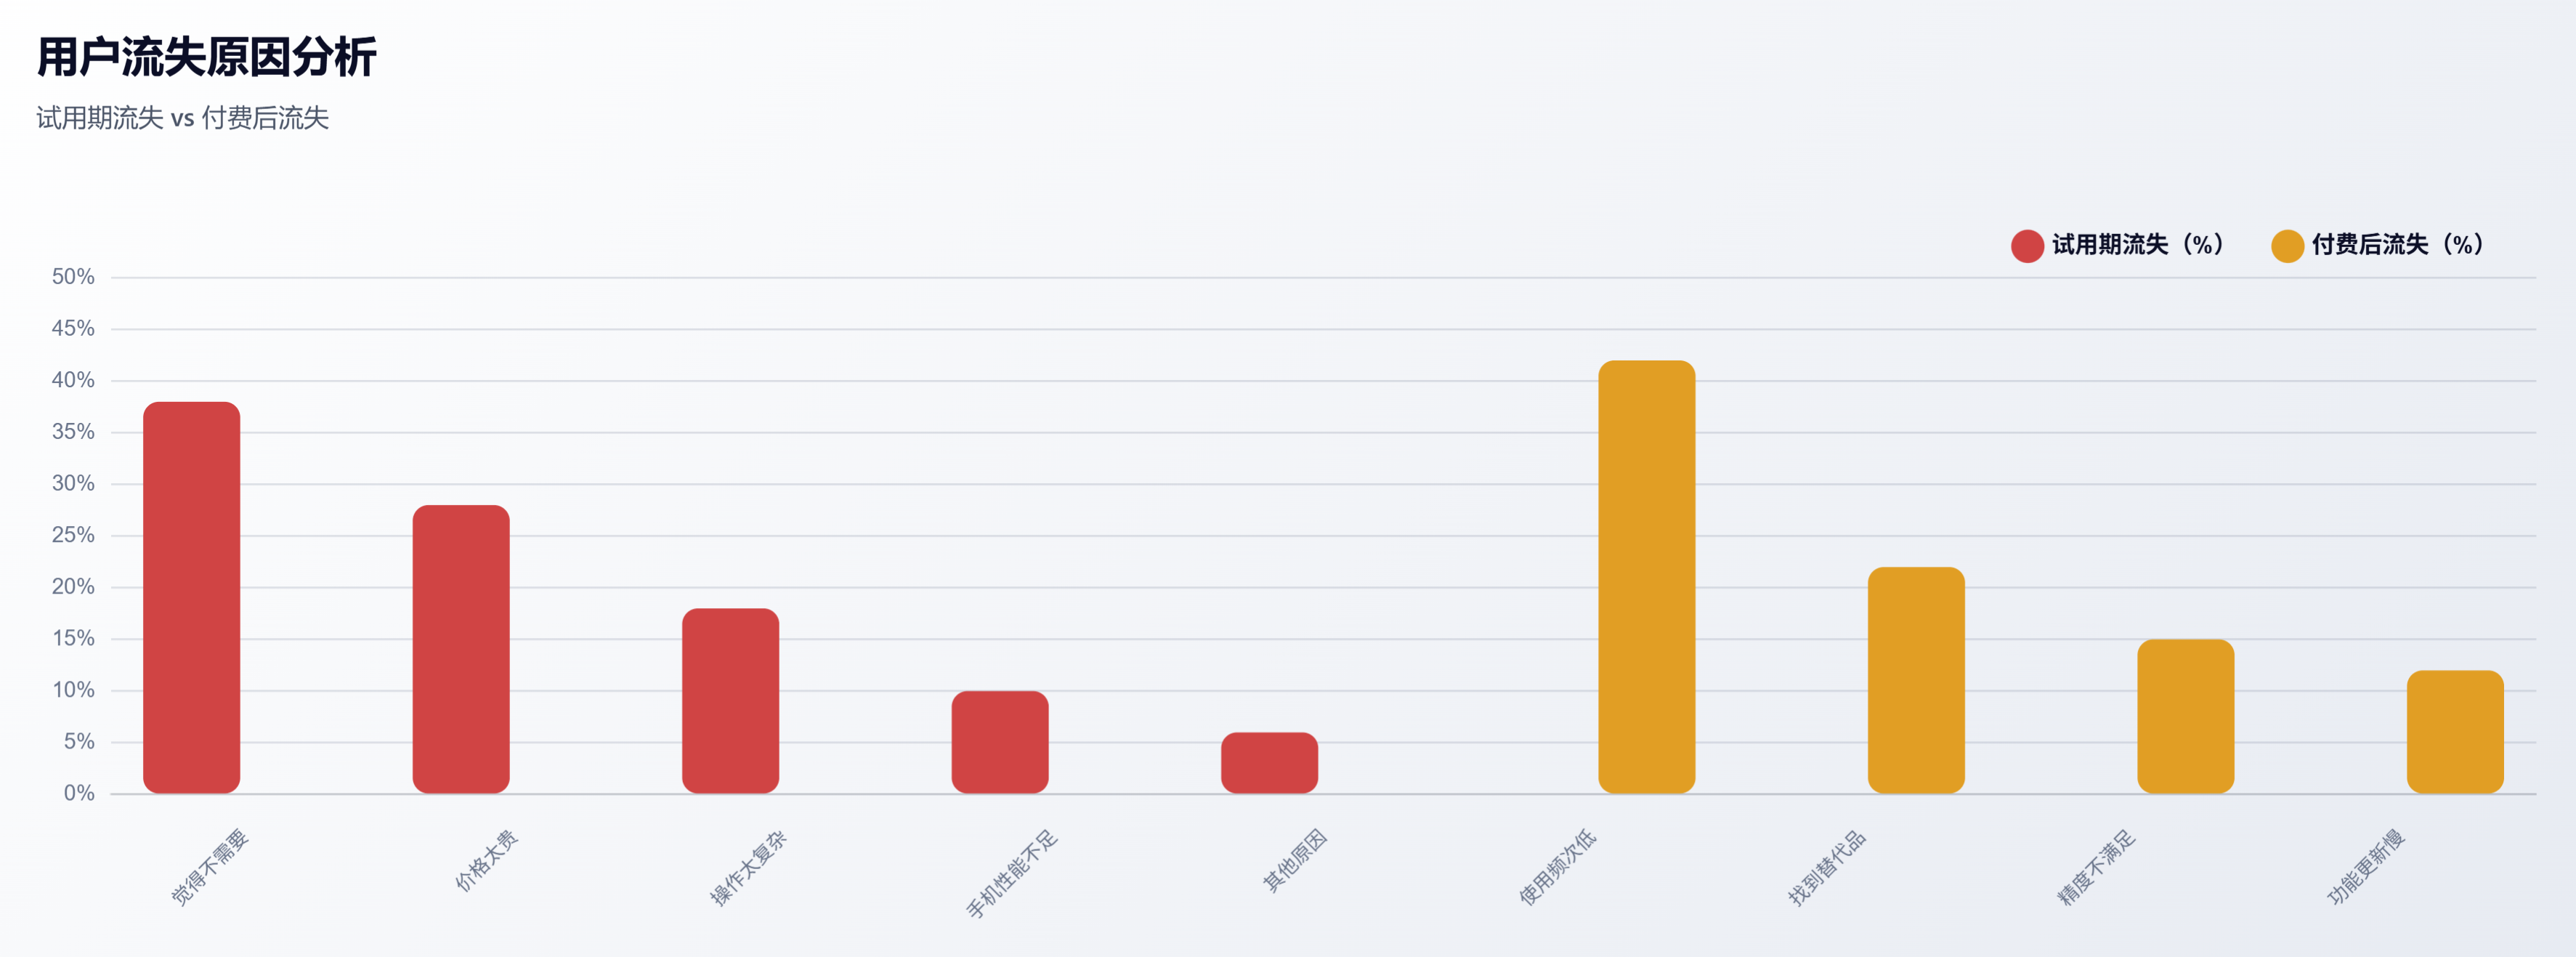 用户流失原因分析
试用期流失 vs 付费后流失
试用期流失（%） 付费后流失（%）
50%
45%
40%
35%
30%
25%
20%
15%
10%
5%
0%
觉得不需要
价格太贵
操作太复杂
手机性能不足
其他原因
使用频次低
找到替代品
精度不满足
功能更新慢